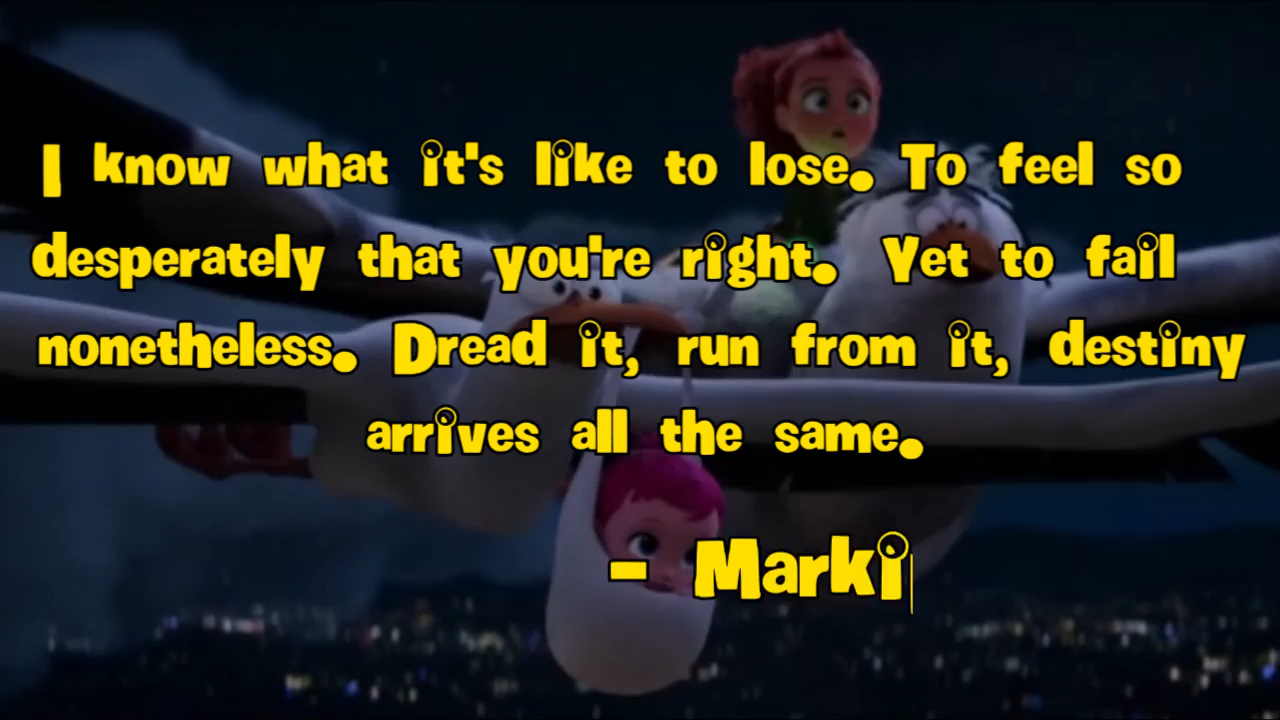 I know what it's like to lose. To feel so
desperately that you're right. Yet to fail
nonetheless. Dread it, run from it, destiny
arrives all the same.
- Marki